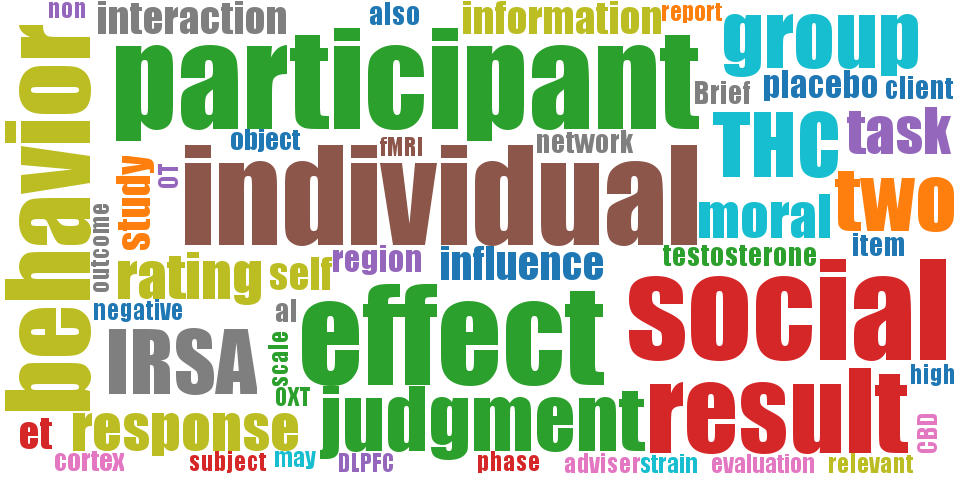 non
interaction
also
information
report
group
participant
behavior
Brief
placebo
client
THC
task
object
fMRI
network
individual
study
OT
two
moral
outcome
item
region
influence
testosterone
rating
self
social
negative
al
effect
IRSA
scale
OXT
high
judgment
result
et
response
CBD
cortex
subject
may
DLPFC
phase
adviser
strain
evaluation
relevant